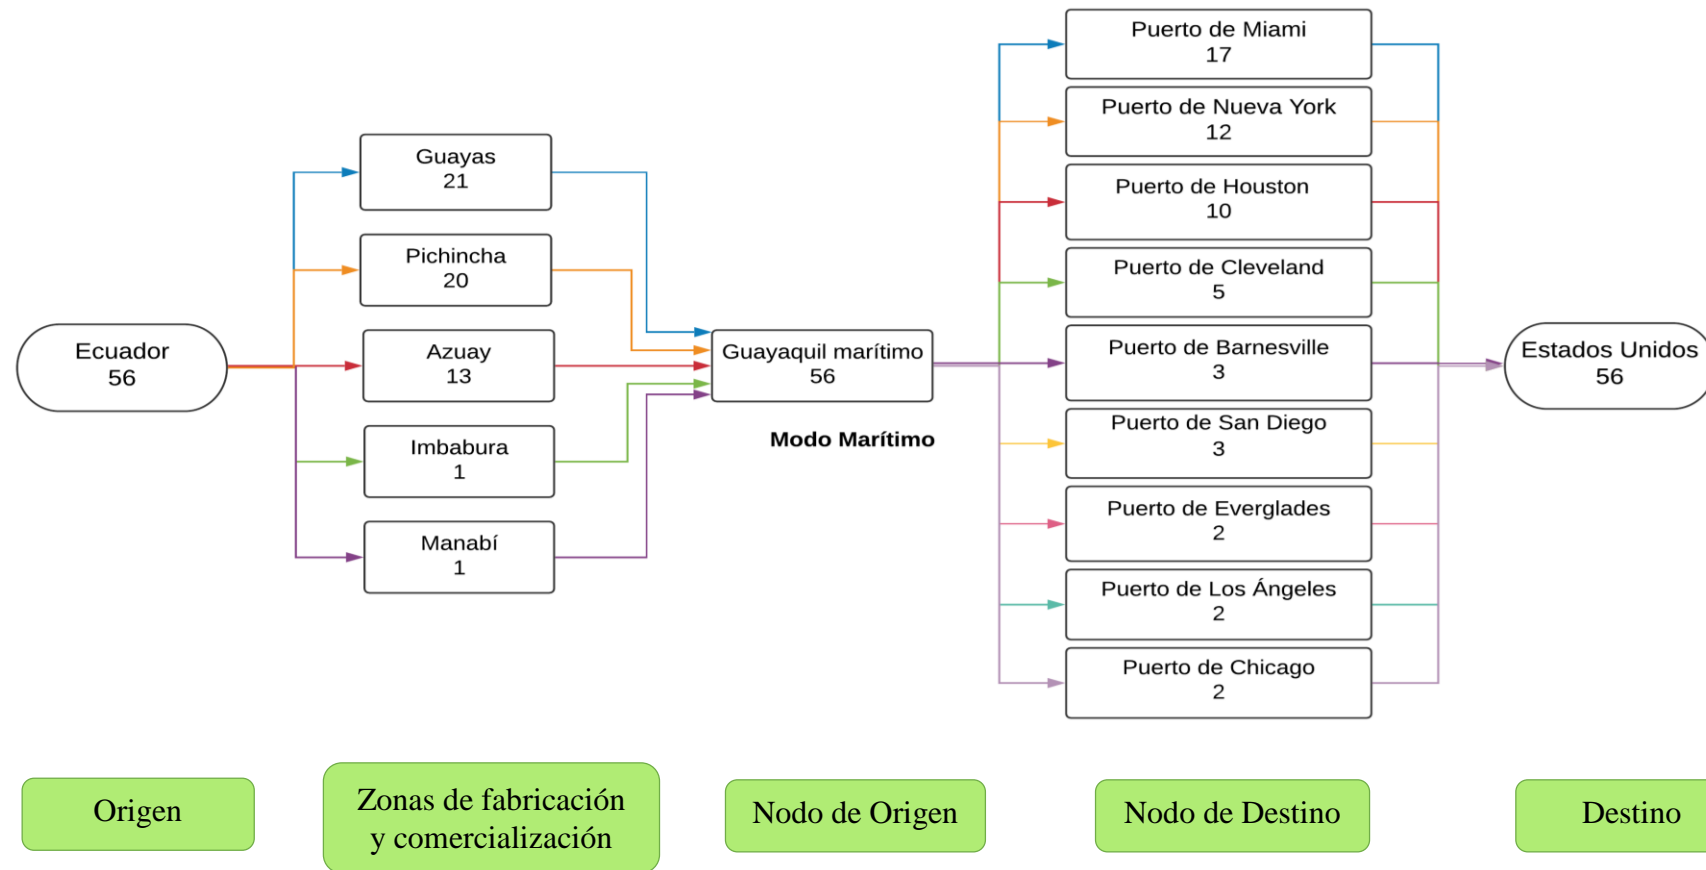 Ecuador
56
Guayas
21
Pichincha
20
Azuay
13
Imbabura
1
Manabí
1
Guayaquil marítimo
56
Modo Marítimo
Puerto de Miami
17
Puerto de Nueva York
12
Puerto de Houston
10
Puerto de Cleveland
5
Puerto de Barnesville
3
Puerto de San Diego
3
Puerto de Everglades
2
Puerto de Los Ángeles
2
Puerto de Chicago
2
Estados Unidos
56
Origen
Zonas de fabricación
y comercialización
Nodo de Origen
Nodo de Destino
Destino